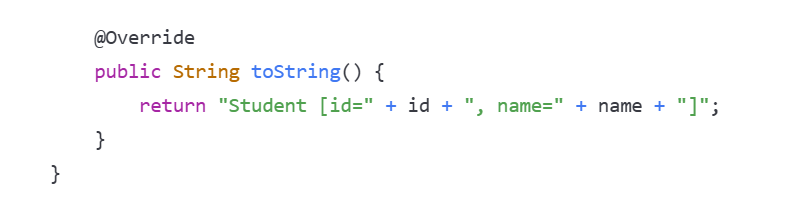 @Override
public String toString() {
return "Student [id=" + id + ", name=" + name + "]";
}
}